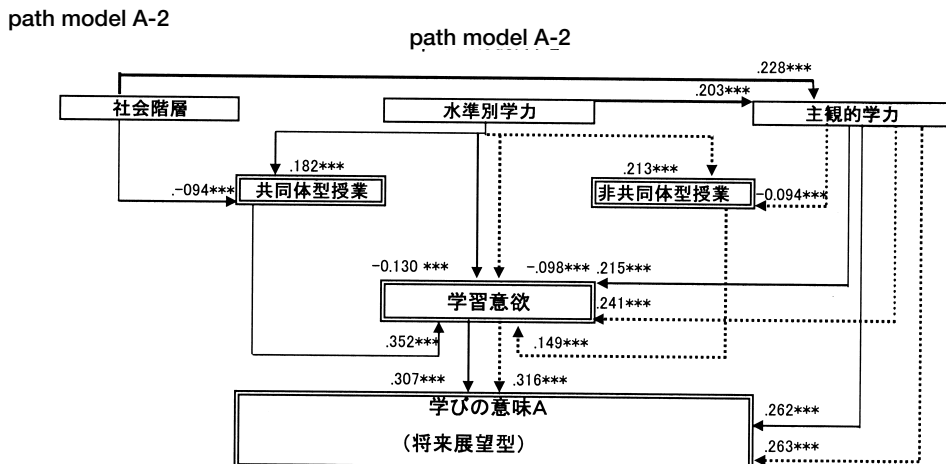 path model A-2
path model A-2
.228***
.203***
社会階層
水準別学力
主観的学力
.182***
.213***
.-094***
共同体型授業
非共同体型授業
-0.094***
-0.130 ***
-.098***
.215***
学習意欲
.241***
.352***
.149***
.307***
.316***
学びの意味A
.262***
(将来展望型)
.263***